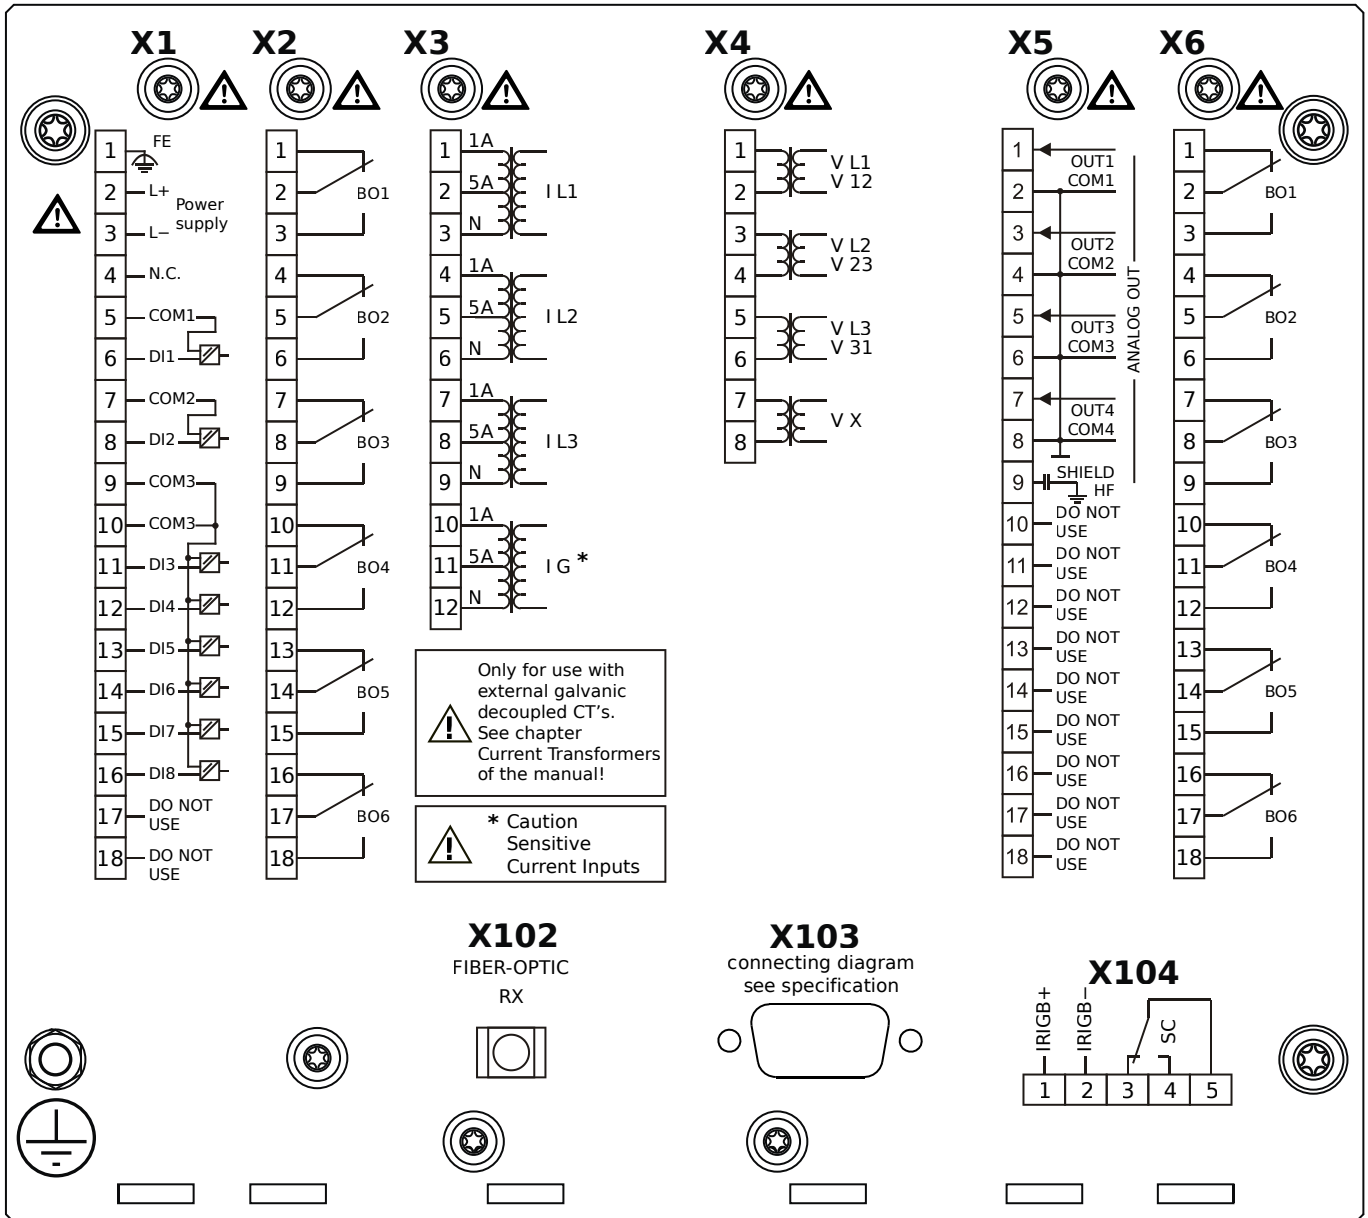 X1
X2
X3
X4
X5
X6
1
FE
2
L+
Power
supply
3
L−
4
N.C.
5
COM1
6
DI1
7
COM2
8
DI2
9
COM3
10
COM3
11
DI3
12
DI4
13
DI5
14
DI6
15
DI7
16
DI8
17
DO NOT
USE
18
DO NOT
USE
1
2
BO1
3
4
5
BO2
6
7
8
BO3
9
10
11
BO4
12
13
14
BO5
15
16
17
BO6
18
1
1A
2
5A
I L1
3
N
4
1A
5
5A
I L2
6
N
7
1A
8
5A
I L3
9
N
10
1A
11
5A
I G *
12
N
Only for use with
external galvanic
decoupled CT's.
See chapter
Current Transformers
of the manual!
* Caution
Sensitive
Current Inputs
1
V L1
2
V 12
3
V L2
4
V 23
5
V L3
6
V 31
7
V X
8
1
OUT1
2
COM1
3
OUT2
4
COM2
5
OUT3
6
COM3
7
OUT4
8
COM4
ANALOG OUT
9
SHIELD
HF
10
DO NOT
USE
11
DO NOT
USE
12
DO NOT
USE
13
DO NOT
USE
14
DO NOT
USE
15
DO NOT
USE
16
DO NOT
USE
17
DO NOT
USE
18
DO NOT
USE
1
2
BO1
3
4
5
BO2
6
7
8
BO3
9
10
11
BO4
12
13
14
BO5
15
16
17
BO6
18
X102
FIBER-OPTIC
RX
X103
connecting diagram
see specification
X104
IRIGB+
IRIGB−
SC
1
2
3
4
5